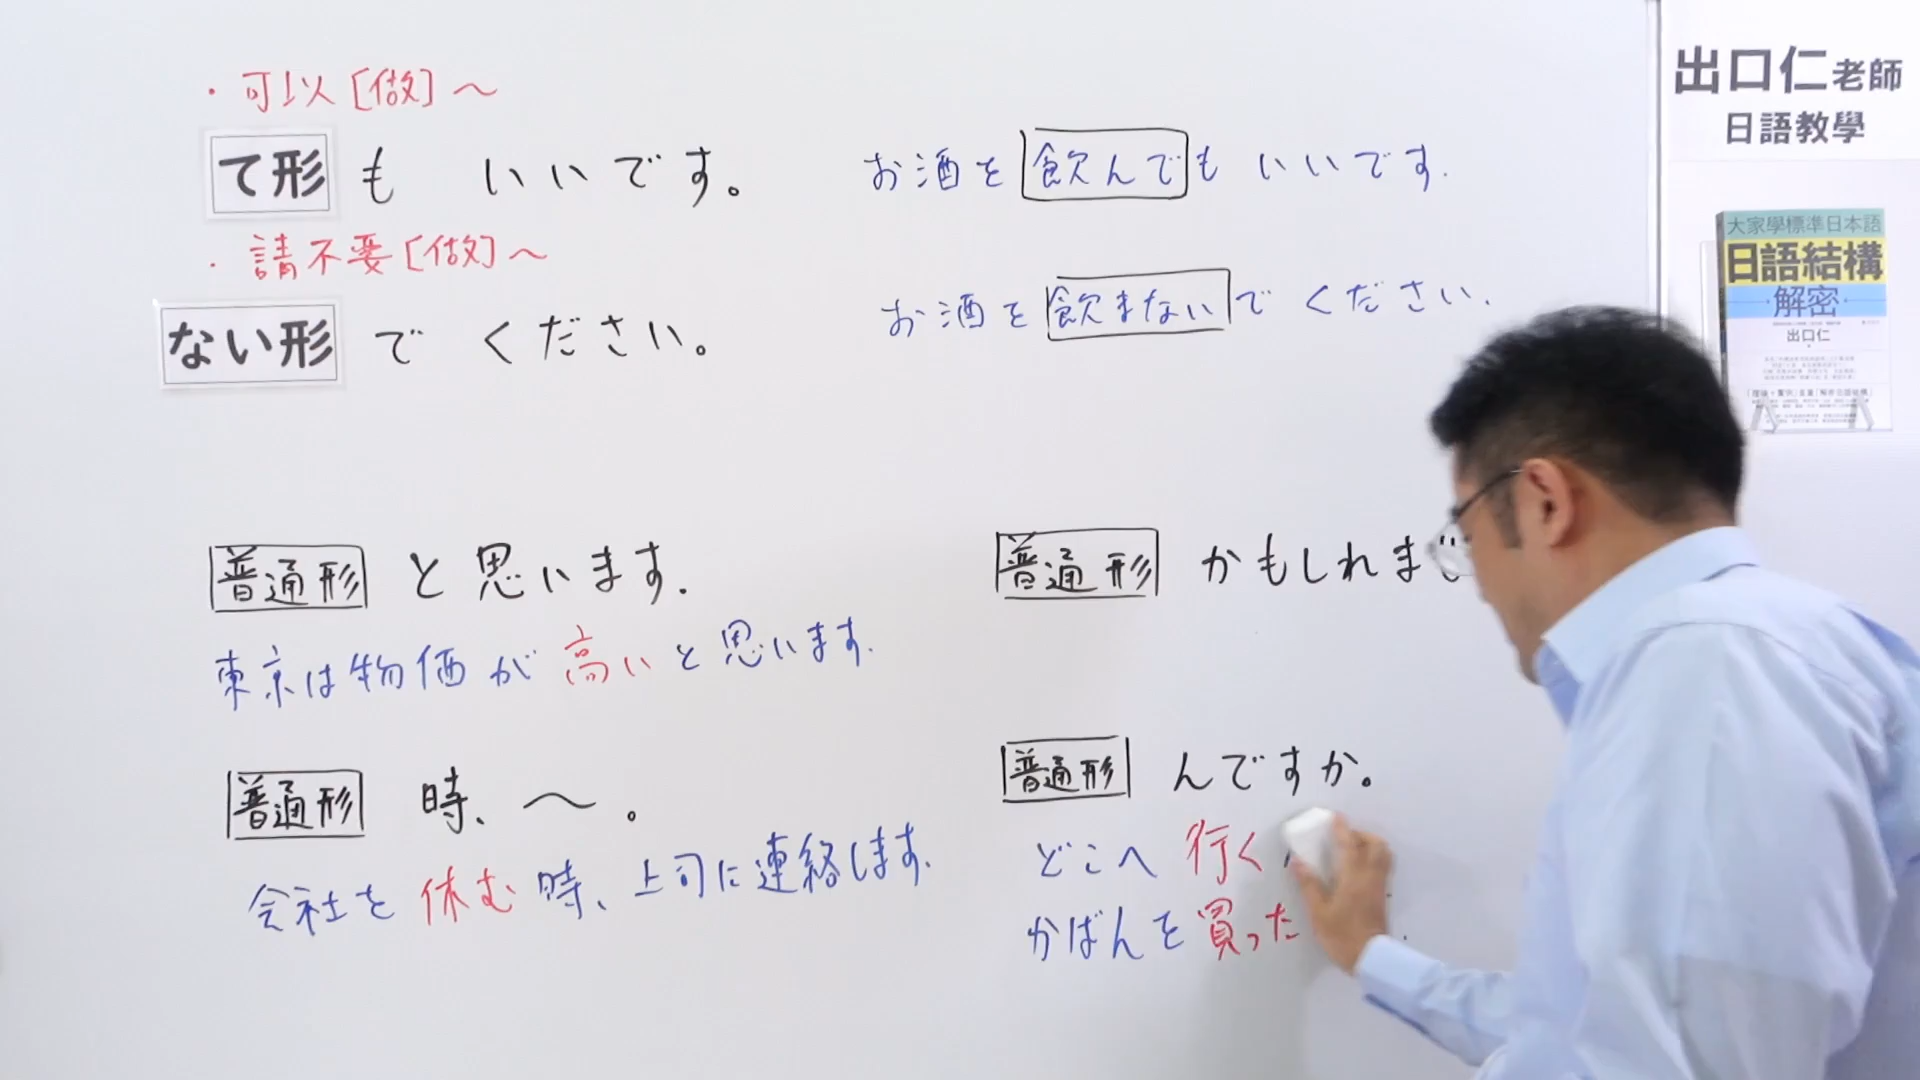 ・可以[做]～
て形 も いいです。
お酒を飲んでも いいです.
・請不要[做]～
ない形 で ください。
お酒を飲まないで ください.
普通形 と思います.
東京は物価が高いと思います.
普通形 時、～。
会社を休む時、上司に連絡します.
普通形 かもしれませ
普通形 んですか。
どこへ行く
かばんを買った
出口仁老師
日語教學
大家學標準日本語
日語結構
解密
出口仁